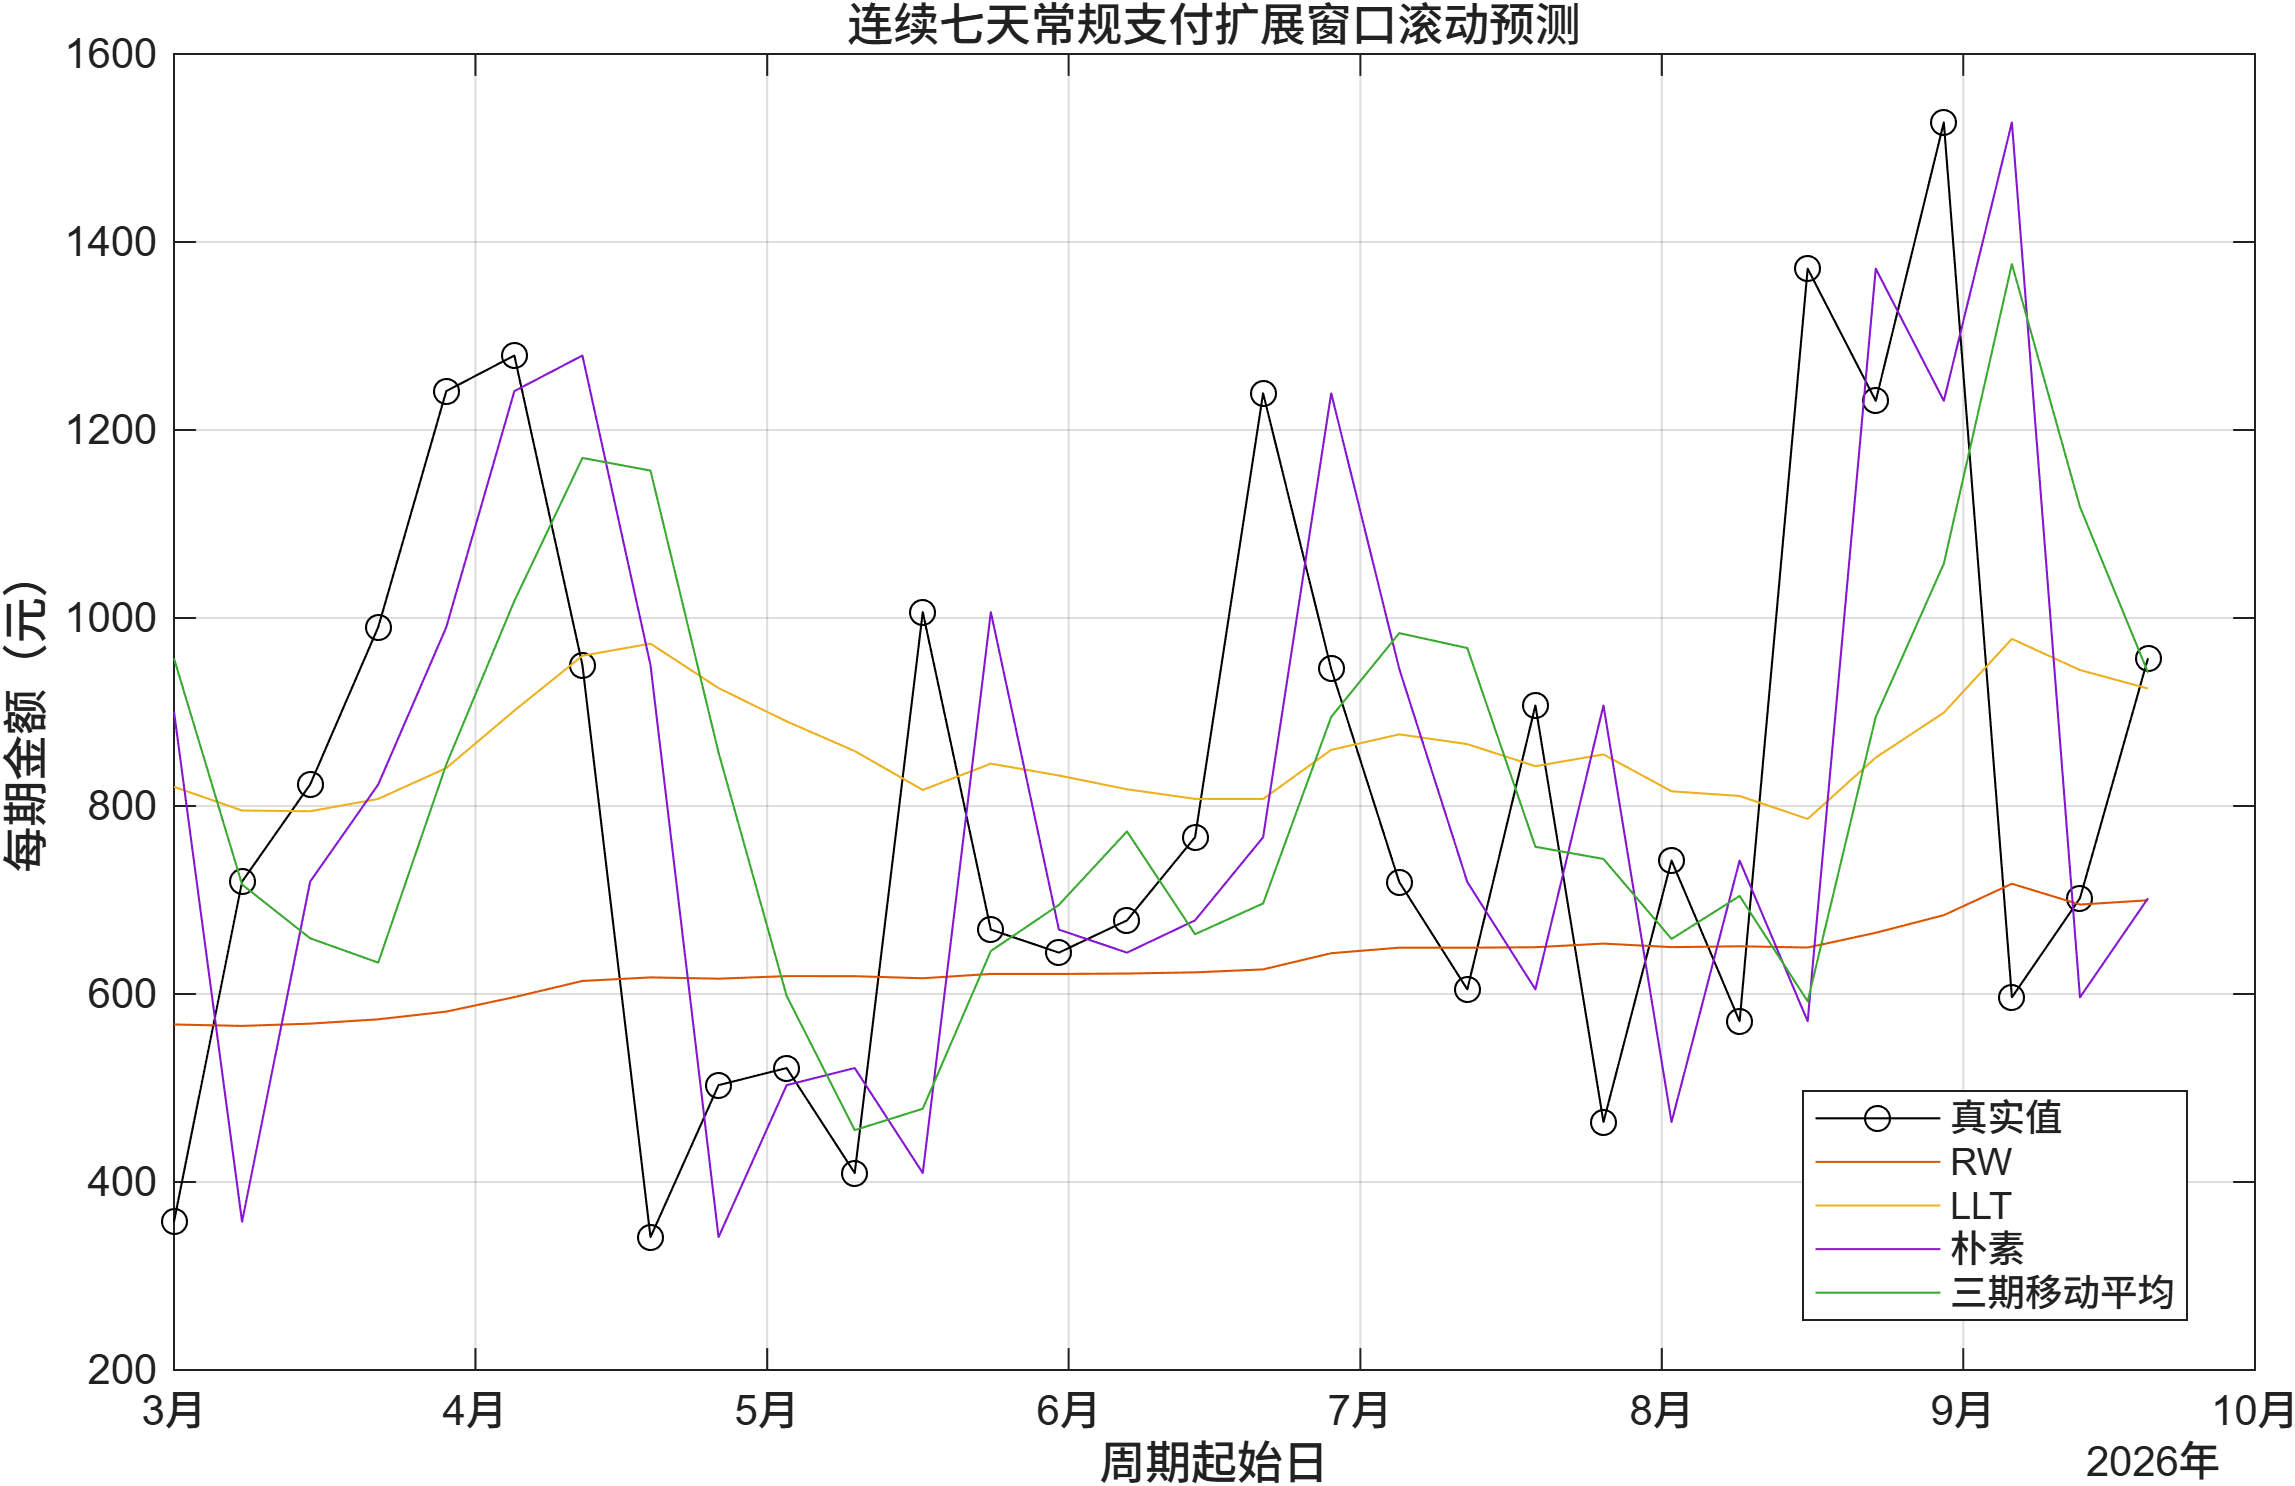 连续七天常规支付扩展窗口滚动预测
每期金额（元）
1600
1400
1200
1000
800
600
400
200
3月 4月 5月 6月 7月 8月 9月 10月
周期起始日
2026年
真实值
RW
LLT
朴素
三期移动平均